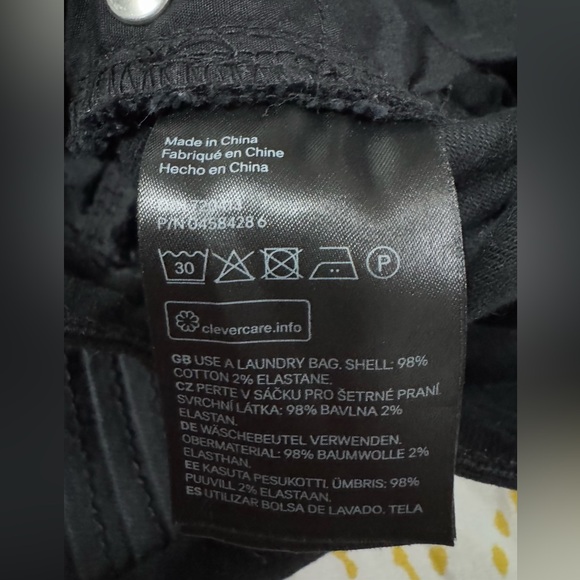 Made in China
Fabriqué en Chine
Hecho en China
P/N 0458428 6
30 P
clevercare.info
GB USE A LAUNDRY BAG. SHELL: 98%
COTTON 2% ELASTANE.
CZ PERTE V SÁČKU PRO ŠETRNÉ PRANÍ.
SVRCHNÍ LÁTKA: 98% BAVLNA 2%
ELASTAN.
DE WÄSCHEBEUTEL VERWENDEN.
OBERMATERIAL: 98% BAUMWOLLE 2%
ELASTHAN.
EE KASUTA PESUKOTTI. ÜMBRIS: 98%
PUUVILL 2% ELASTAAN.
ES UTILIZAR BOLSA DE LAVADO. TELA